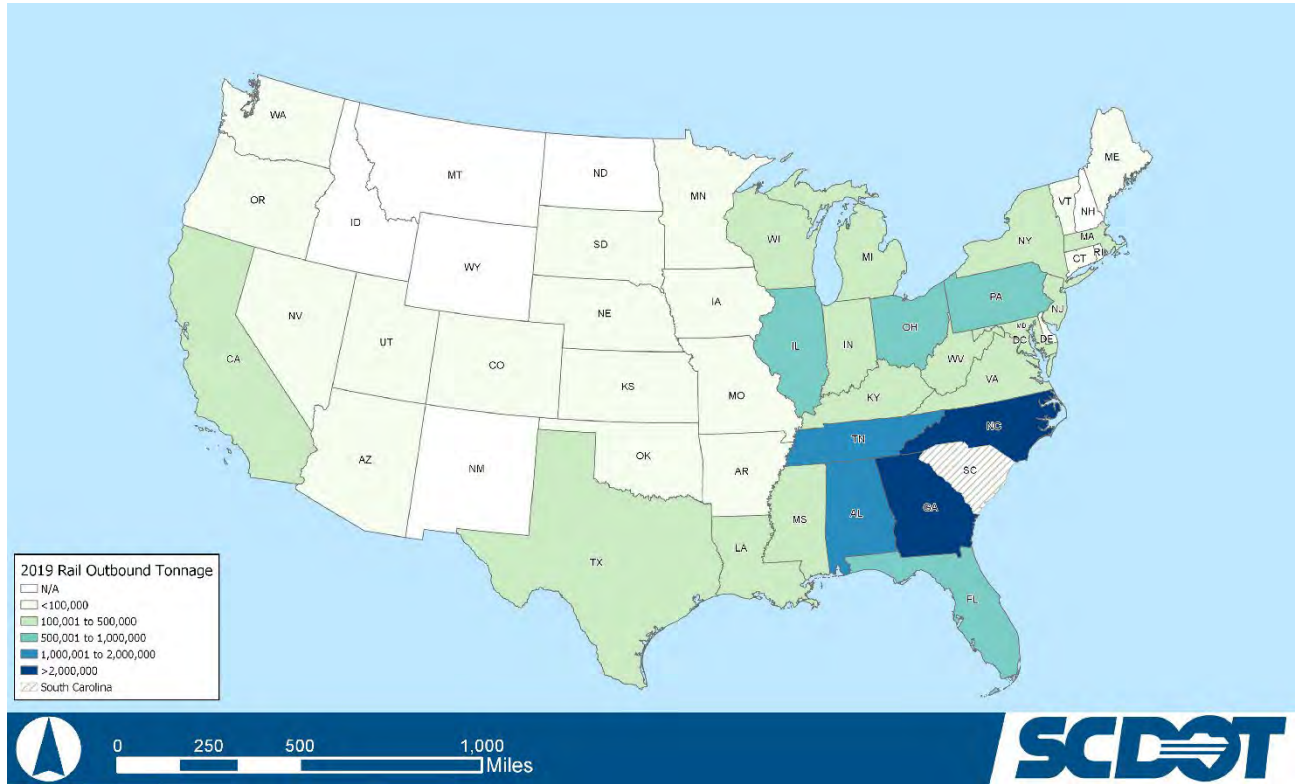 WA
MT
ND
MN
ME
OR
ID
SD
WI
VT
NH
NY
MA
WY
MI
CT
RI
IA
PA
NE
NV
NJ
OH
UT
IL
IN
MD
DC
DE
CO
WV
CA
KS
VA
MO
KY
NC
TN
OK
AZ
NM
AR
SC
MS
AL
GA
LA
TX
FL
2019 Rail Outbound Tonnage
N/A
<100,000
100,001 to 500,000
500,001 to 1,000,000
1,000,001 to 2,000,000
>2,000,000
South Carolina
0 250 500 1,000
Miles
SCDOT